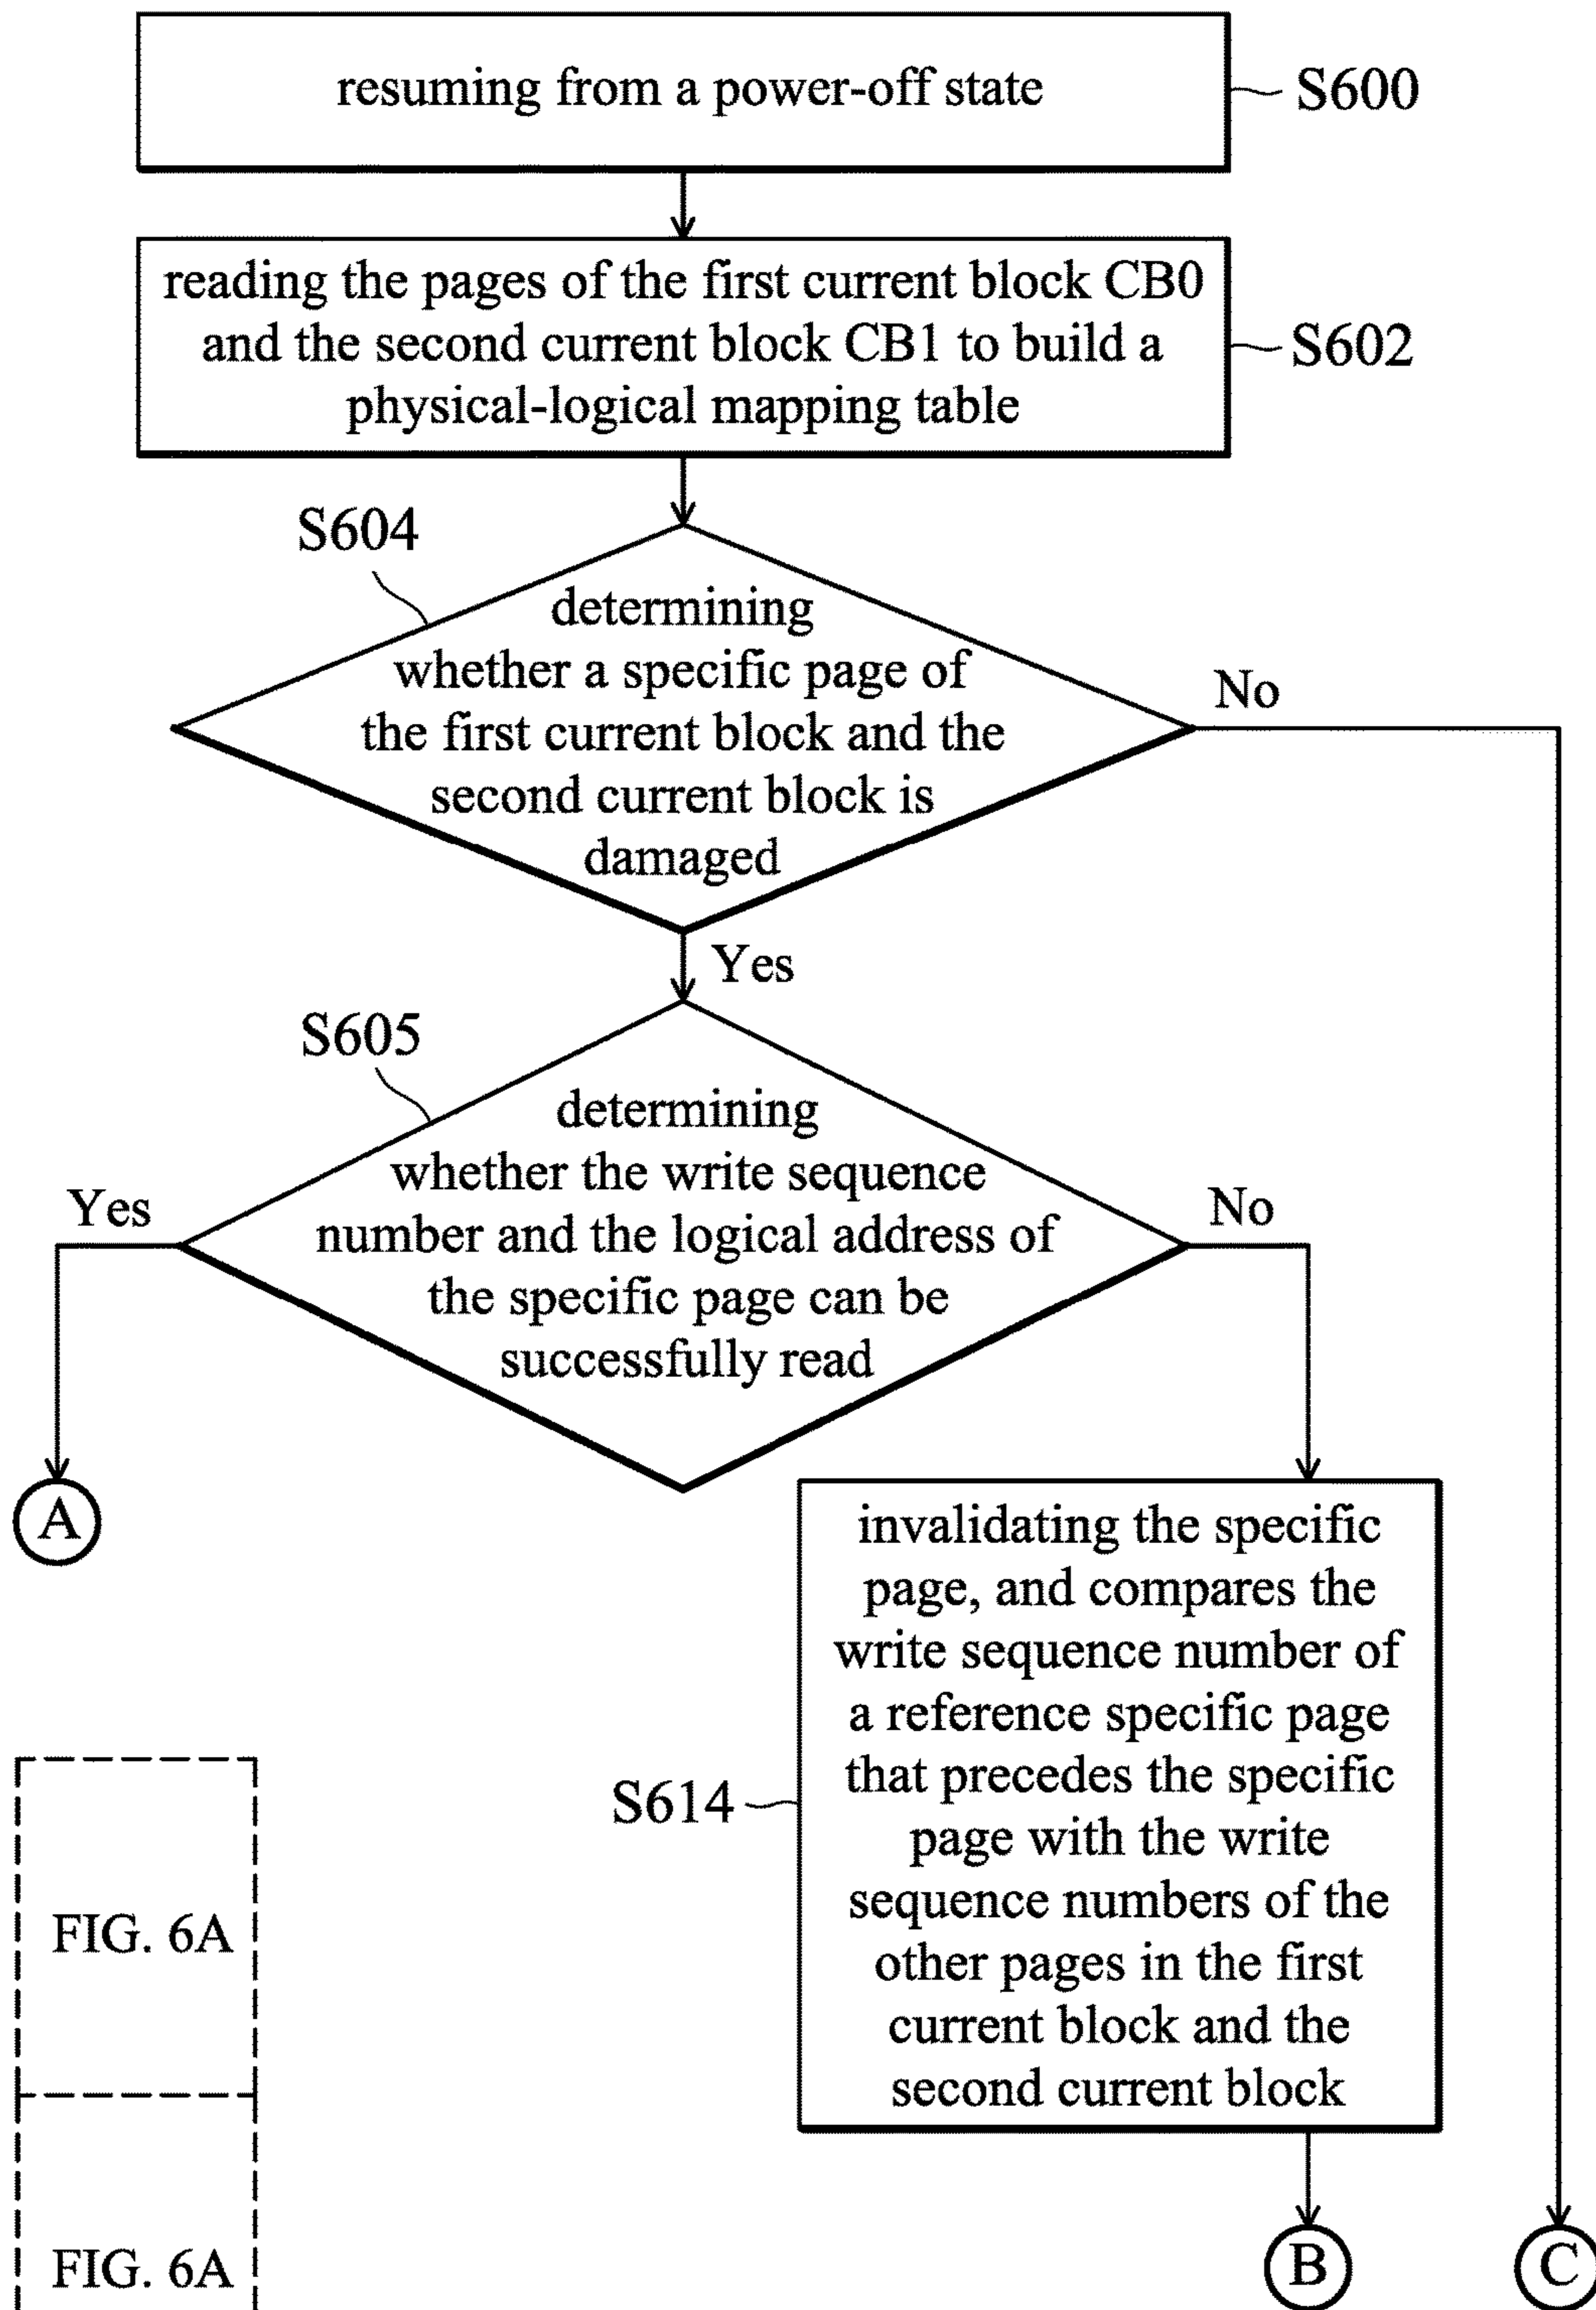 resuming from a power-off state
S600
reading the pages of the first current block CB0
and the second current block CB1 to build a
physical-logical mapping table
S602
S604
determining
whether a specific page of
the first current block and the
second current block is
damaged
No
Yes
S605
determining
whether the write sequence
number and the logical address of
the specific page can be
successfully read
Yes
No
A
invalidating the specific
page, and compares the
write sequence number of
a reference specific page
that precedes the specific
page with the write
sequence numbers of the
other pages in the first
current block and the
second current block
S614
FIG. 6A
FIG. 6A
B
C